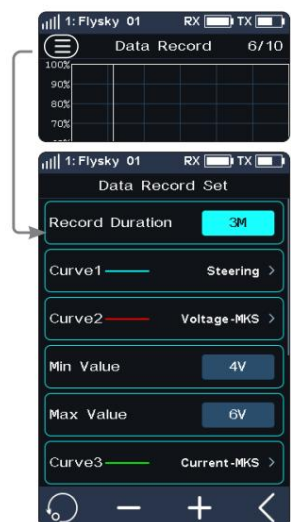 1: Flysky 01 RX TX
Data Record 6/10
100%
90%
80%
70%
1: Flysky 01 RX TX
Data Record Set
Record Duration 3M
Curve1 Steering >
Curve2 Voltage-MKS >
Min Value 4V
Max Value 6V
Curve3 Current-MKS >